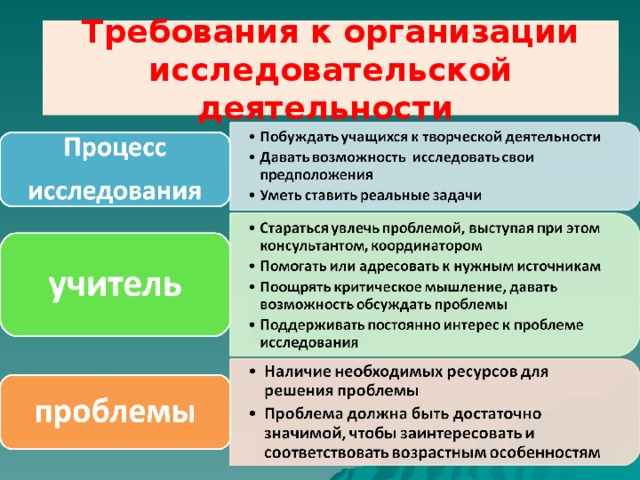 Требования к организации
исследовательской
деятельности
Процесс
исследования
• Побуждать учащихся к творческой деятельности
• Давать возможность исследовать свои
предположения
• Уметь ставить реальные задачи
учитель
• Стараться увлечь проблемой, выступая при этом
консультантом, координатором
• Помогать или адресовать к нужным источникам
• Поощрять критическое мышление, давать
возможность обсуждать проблемы
• Поддерживать постоянно интерес к проблеме
исследования
проблемы
• Наличие необходимых ресурсов для
решения проблемы
• Проблема должна быть достаточно
значимой, чтобы заинтересовать и
соответствовать возрастным особенностям